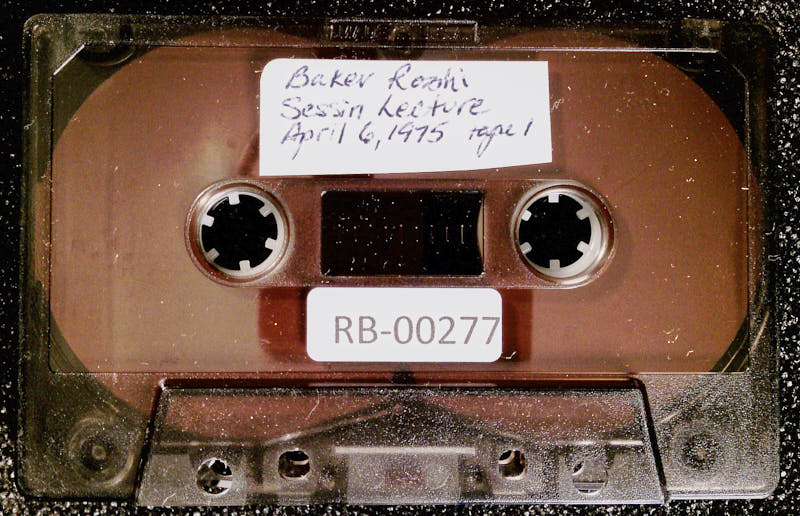 Baker Roshi
Sessin Lecture
April 6, 1975 tape 1
RB-00277